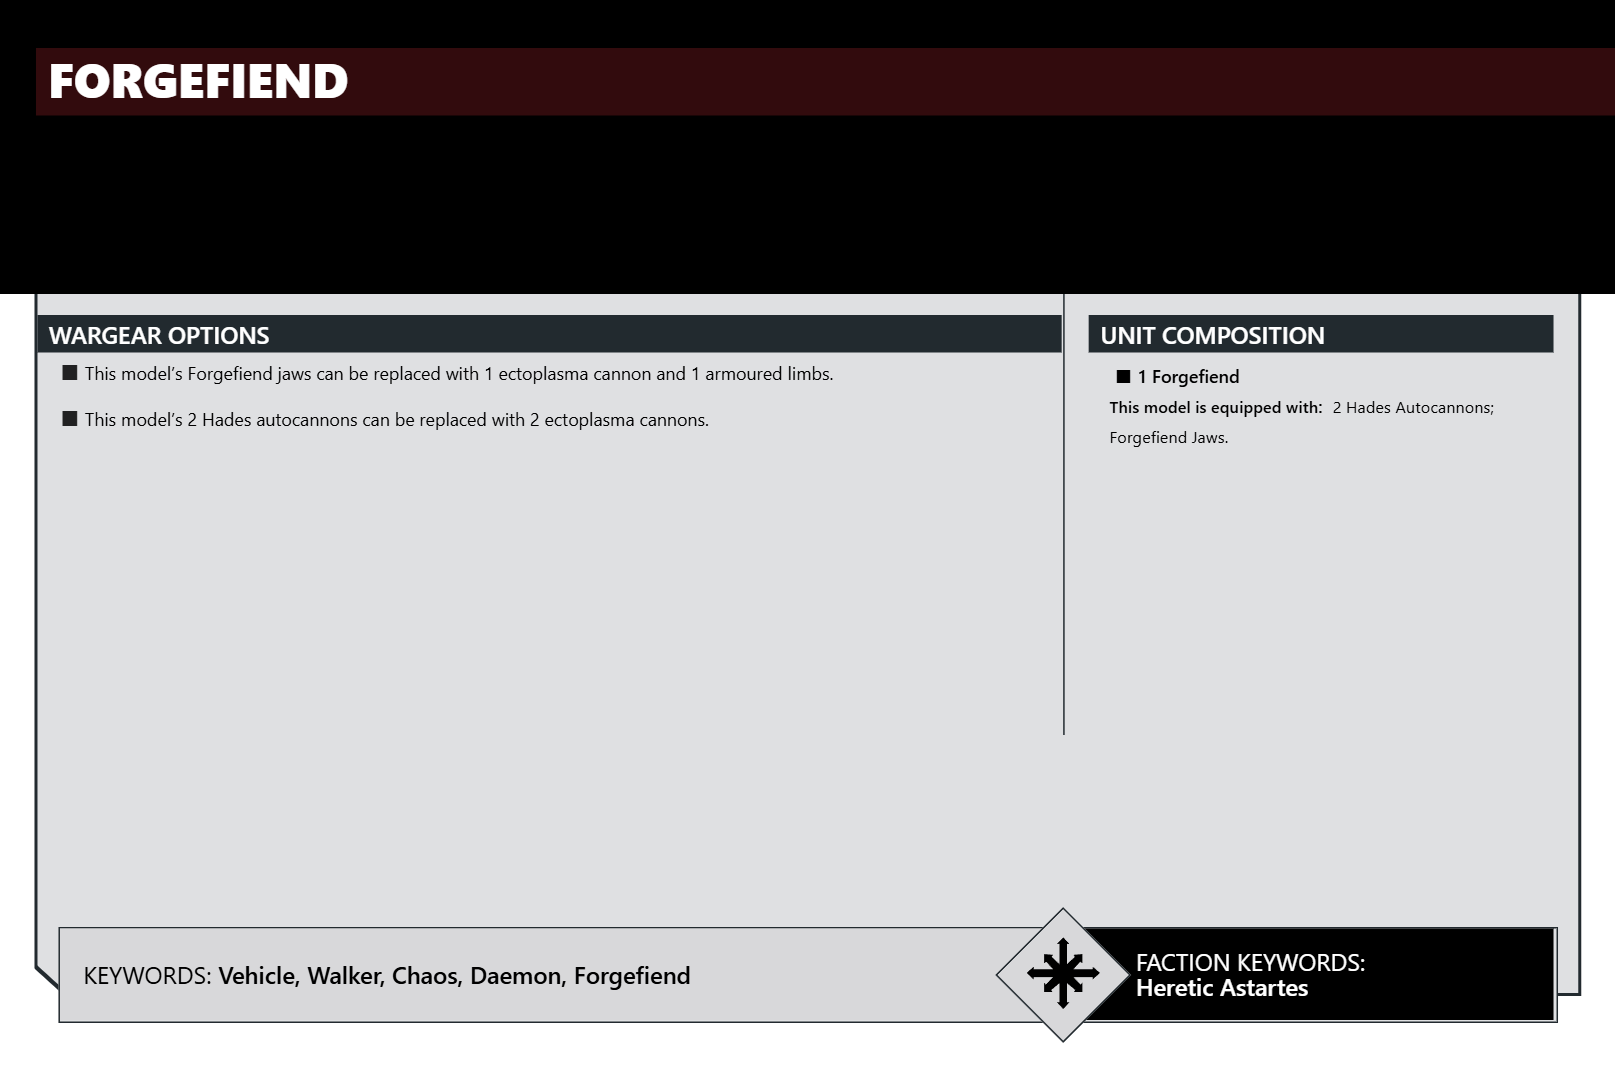 FORGEFIEND
WARGEAR OPTIONS
■ This model’s Forgefiend jaws can be replaced with 1 ectoplasma cannon and 1 armoured limbs.
■ This model’s 2 Hades autocannons can be replaced with 2 ectoplasma cannons.
UNIT COMPOSITION
■ 1 Forgefiend
This model is equipped with: 2 Hades Autocannons;
Forgefiend Jaws.
KEYWORDS: Vehicle, Walker, Chaos, Daemon, Forgefiend
FACTION KEYWORDS:
Heretic Astartes